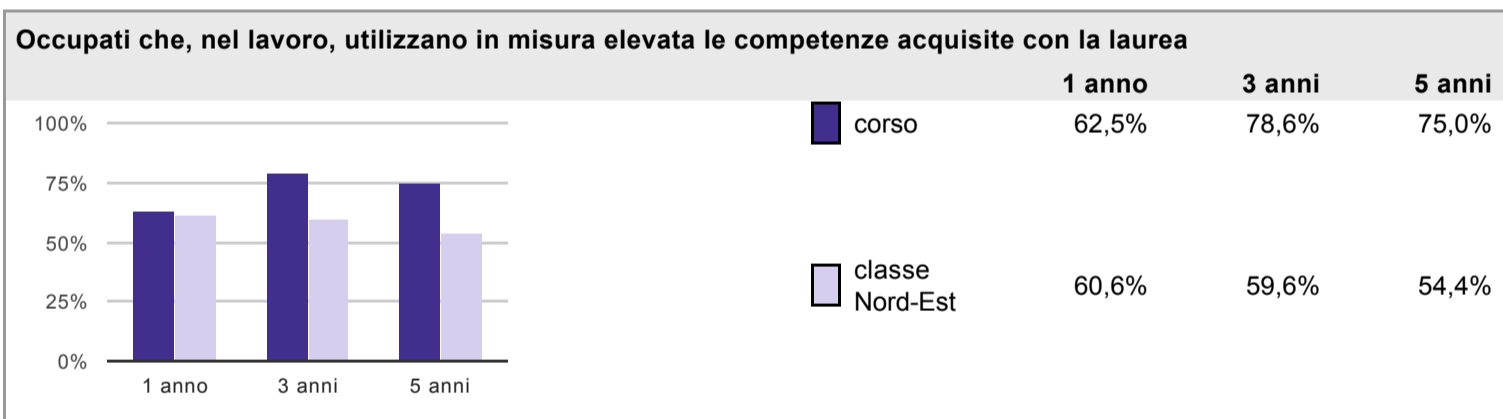 Occupati che, nel lavoro, utilizzano in misura elevata le competenze acquisite con la laurea
1 anno 3 anni 5 anni
corso 62,5% 78,6% 75,0%
classe
Nord-Est 60,6% 59,6% 54,4%
100%
75%
50%
25%
0%
1 anno 3 anni 5 anni